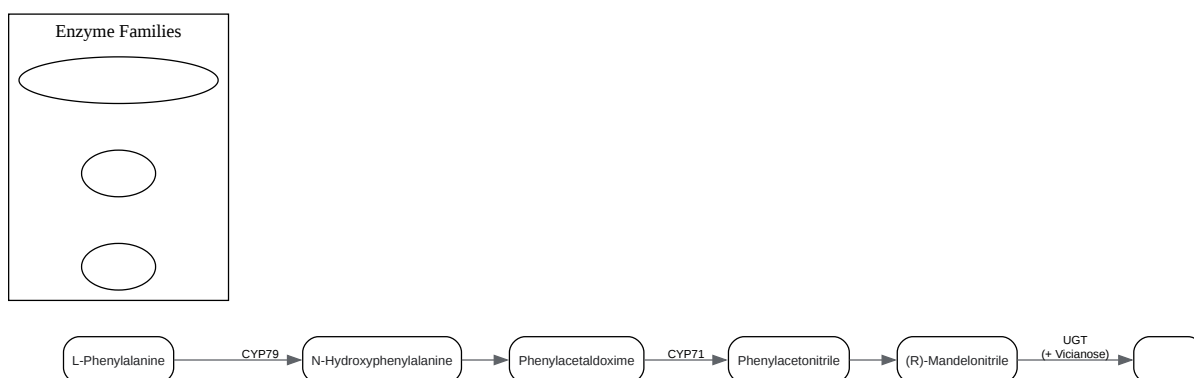 Enzyme Families
L-Phenylalanine
CYP79
N-Hydroxyphenylalanine
Phenylacetaldoxime
CYP71
Phenylacetonitrile
(R)-Mandelonitrile
UGT
(+ Vicianose)